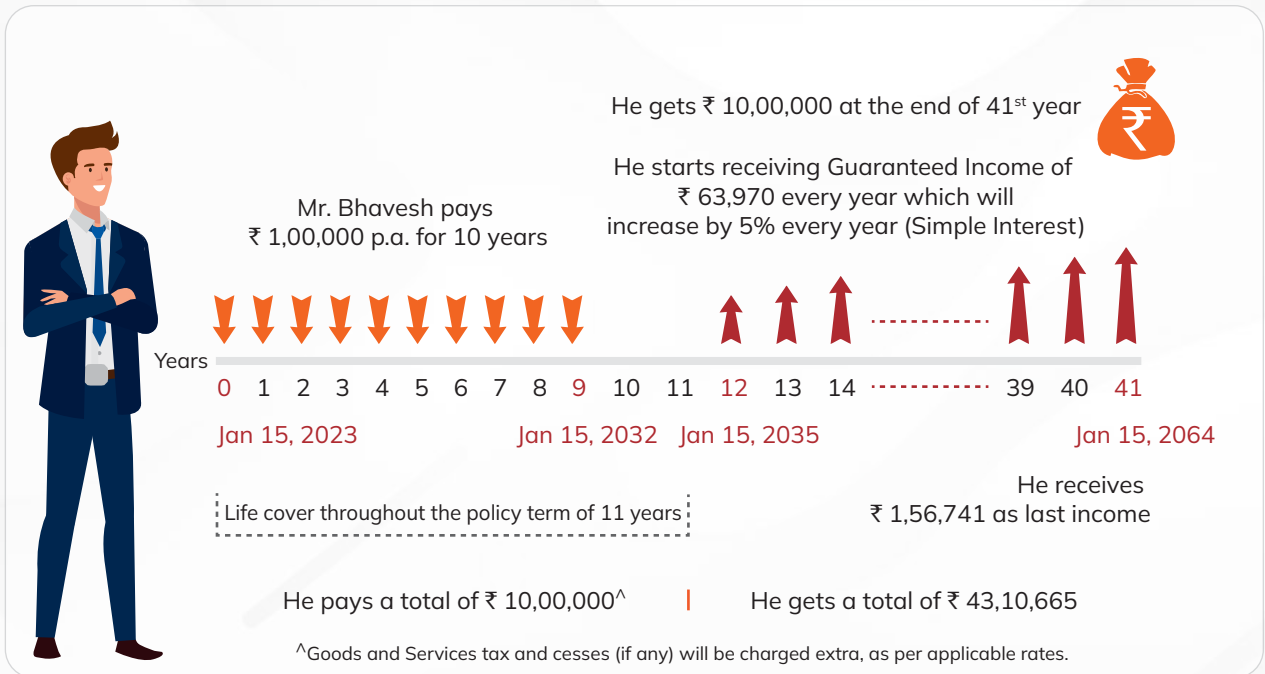 He gets ₹ 10,00,000 at the end of 41st year
₹
He starts receiving Guaranteed Income of
₹ 63,970 every year which will
increase by 5% every year (Simple Interest)
Mr. Bhavesh pays
₹ 1,00,000 p.a. for 10 years
Years
0 1 2 3 4 5 6 7 8 9 10 11 12 13 14 39 40 41
Jan 15, 2023 Jan 15, 2032 Jan 15, 2035 Jan 15, 2064
He receives
₹ 1,56,741 as last income
Life cover throughout the policy term of 11 years
He pays a total of ₹ 10,00,000^ | He gets a total of ₹ 43,10,665
^Goods and Services tax and cesses (if any) will be charged extra, as per applicable rates.